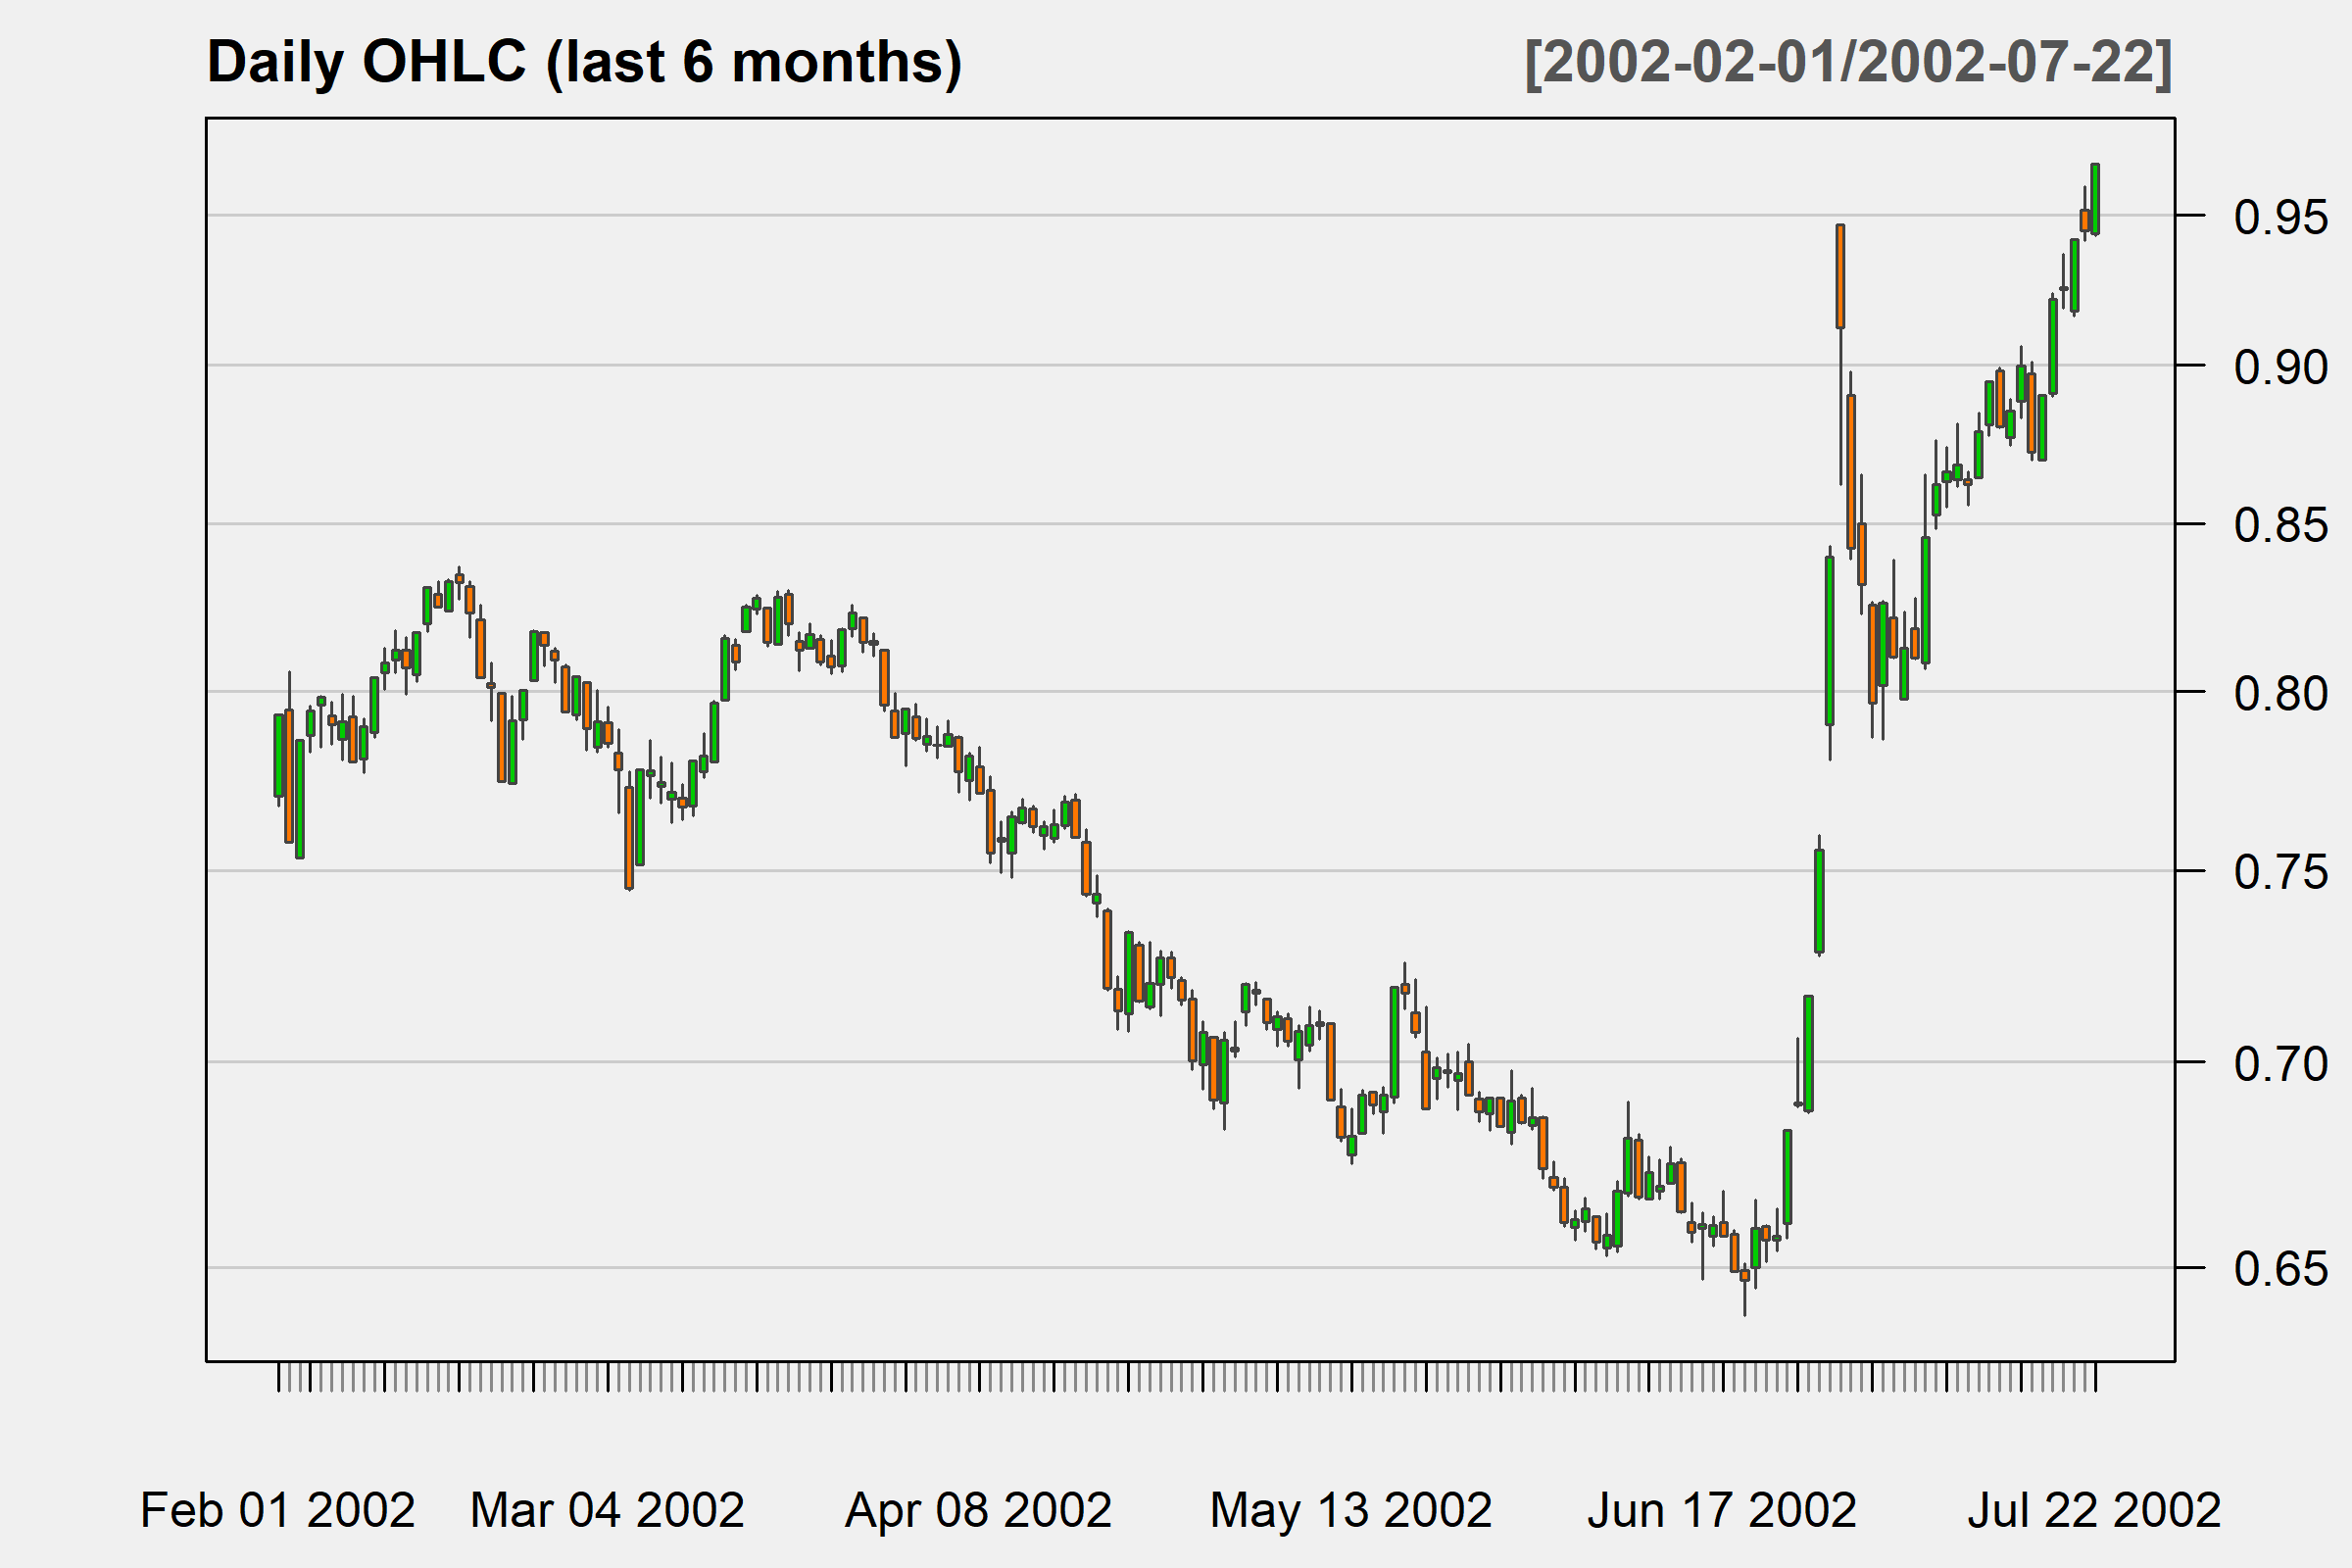 Daily OHLC (last 6 months)
[2002-02-01/2002-07-22]
0.95
0.90
0.85
0.80
0.75
0.70
0.65
Feb 01 2002
Mar 04 2002
Apr 08 2002
May 13 2002
Jun 17 2002
Jul 22 2002